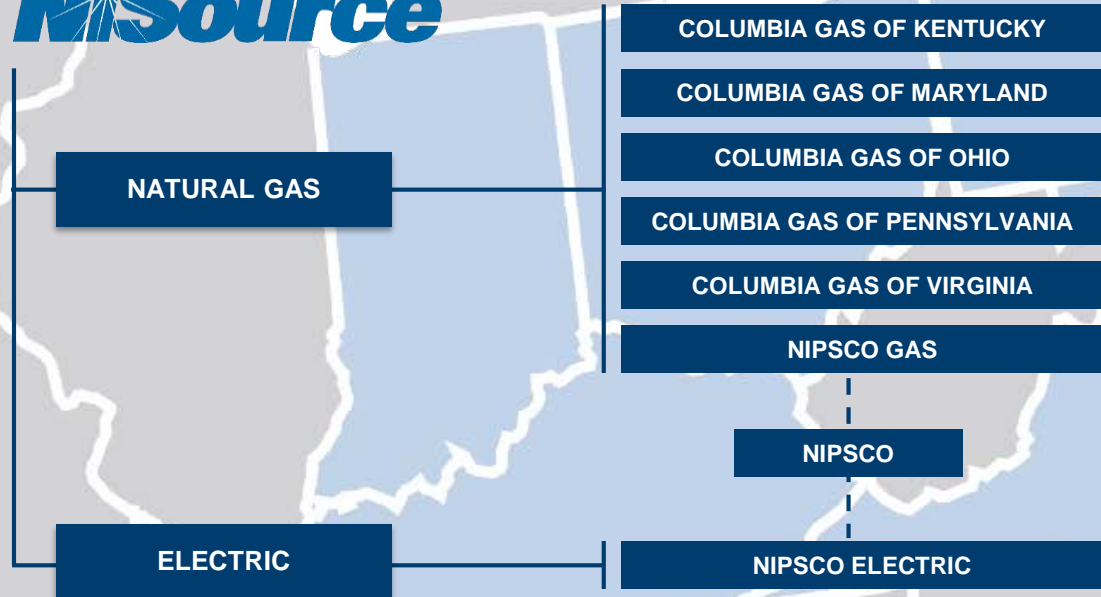 NiSource
COLUMBIA GAS OF KENTUCKY
COLUMBIA GAS OF MARYLAND
COLUMBIA GAS OF OHIO
NATURAL GAS
COLUMBIA GAS OF PENNSYLVANIA
COLUMBIA GAS OF VIRGINIA
NIPSCO GAS
NIPSCO
ELECTRIC
NIPSCO ELECTRIC